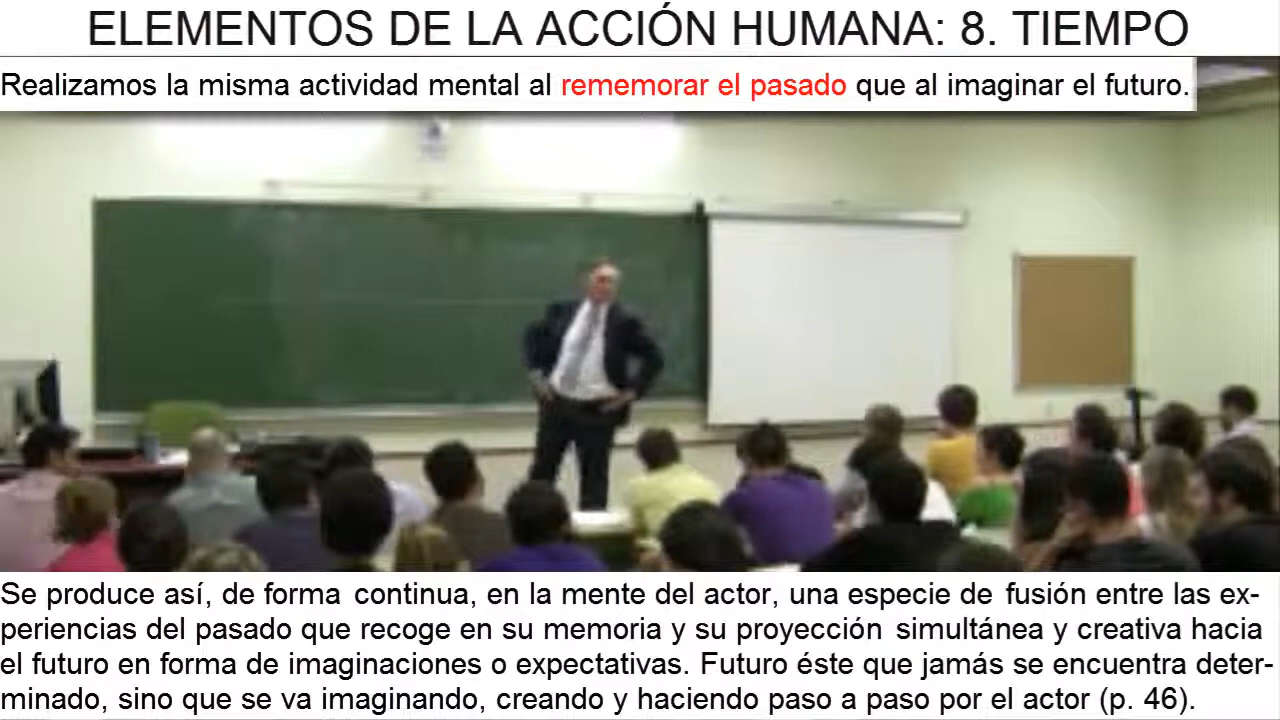 ELEMENTOS DE LA ACCIÓN HUMANA: 8. TIEMPO
Realizamos la misma actividad mental al rememorar el pasado que al imaginar el futuro.
Se produce así, de forma continua, en la mente del actor, una especie de fusión entre las ex-
periencias del pasado que recoge en su memoria y su proyección simultánea y creativa hacia
el futuro en forma de imaginaciones o expectativas. Futuro éste que jamás se encuentra deter-
minado, sino que se va imaginando, creando y haciendo paso a paso por el actor (p. 46).